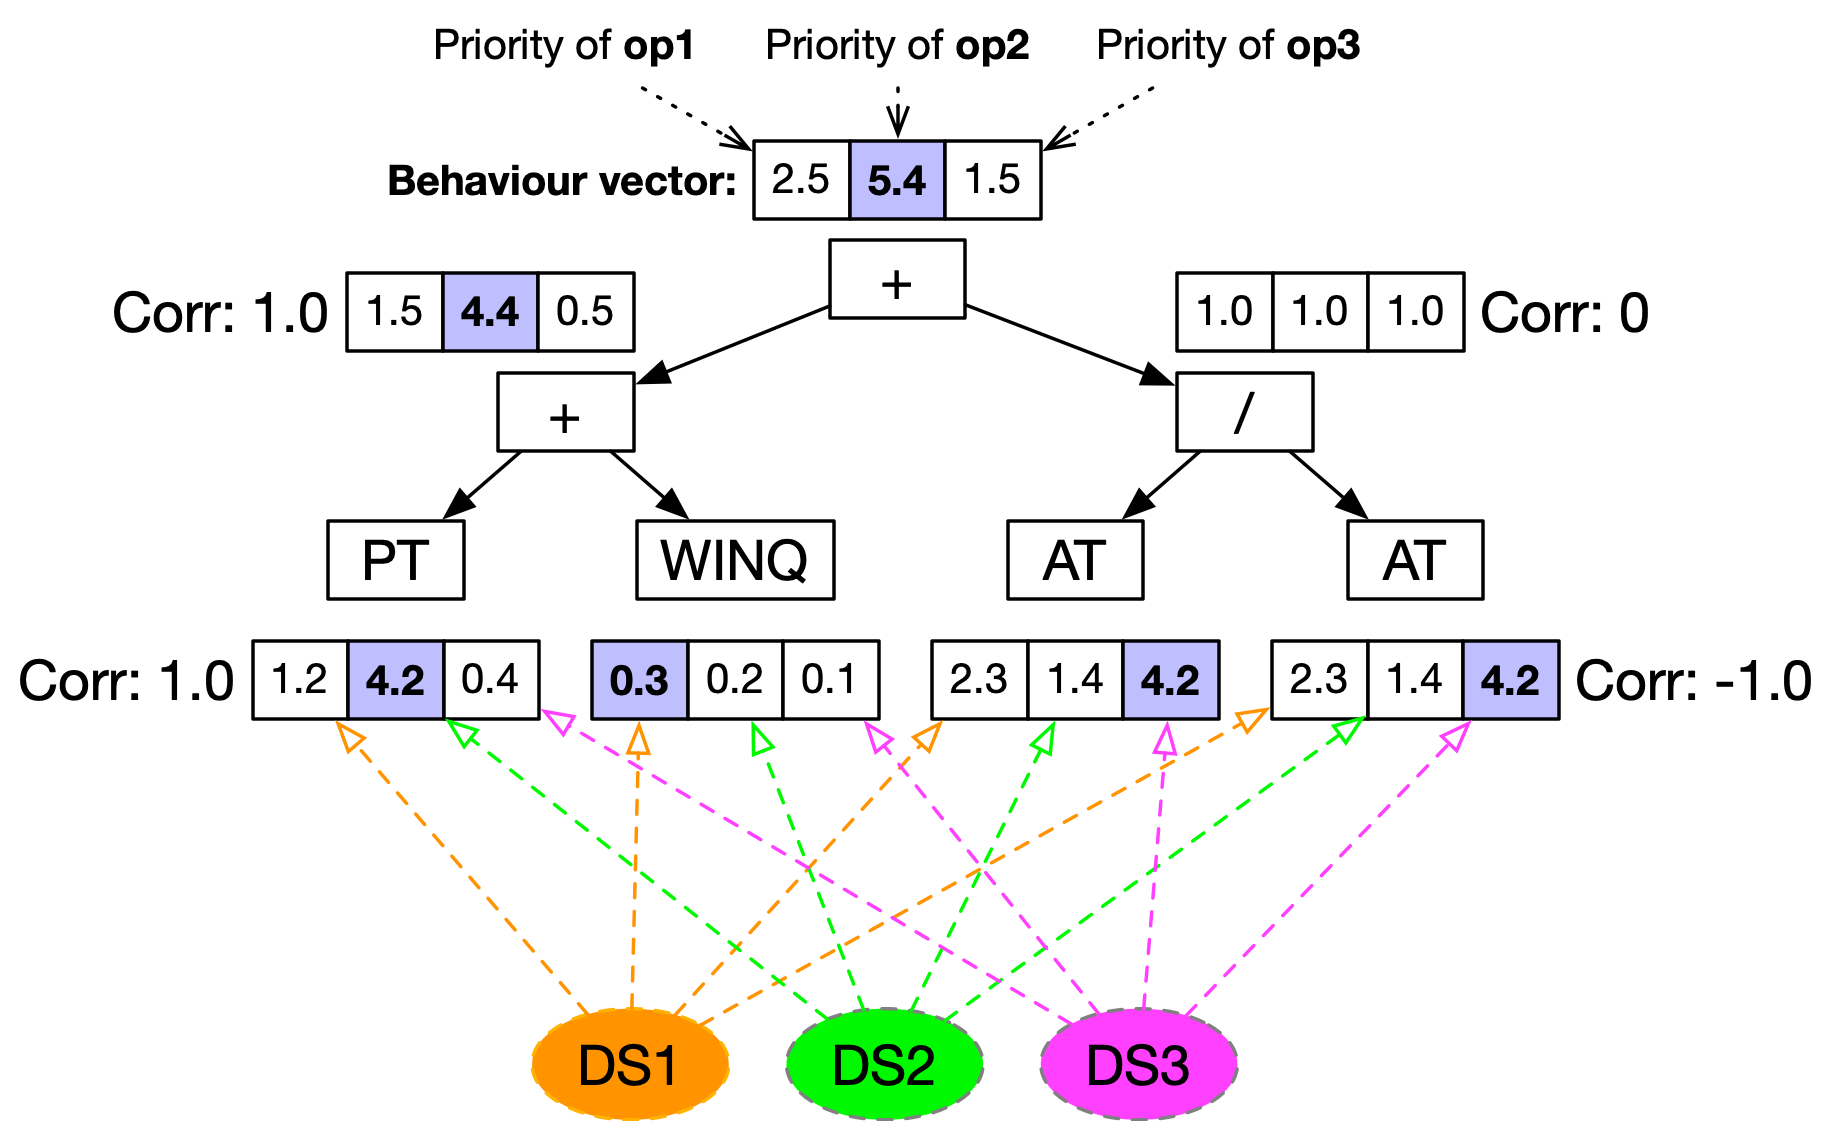 Priority of op1 Priority of op2 Priority of op3
Behaviour vector: 2.5 5.4 1.5
+
Corr: 1.0 1.5 4.4 0.5 1.0 1.0 1.0 Corr: 0
+ /
PT WINQ AT AT
Corr: 1.0 1.2 4.2 0.4 0.3 0.2 0.1 2.3 1.4 4.2 2.3 1.4 4.2 Corr: -1.0
DS1 DS2 DS3